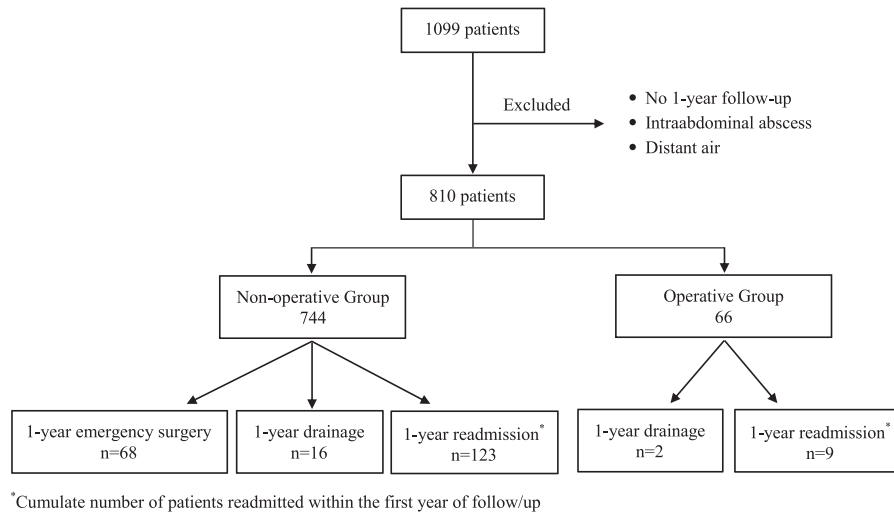 1099 patients
Excluded
• No 1-year follow-up
• Intraabdominal abscess
• Distant air
810 patients
Non-operative Group
744
Operative Group
66
1-year emergency surgery
n=68
1-year drainage
n=16
1-year readmission*
n=123
1-year drainage
n=2
1-year readmission*
n=9
*Cumulate number of patients readmitted within the first year of follow/up